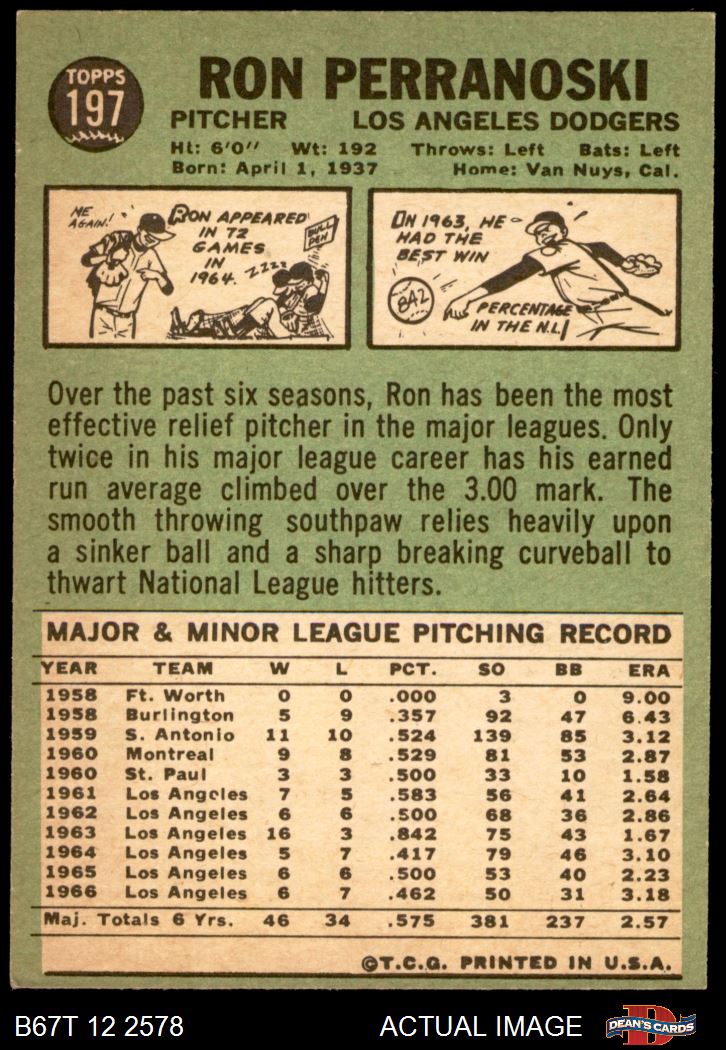 TOPPS
197
RON PERRANOSKI
PITCHER LOS ANGELES DODGERS
Ht: 6'0" Wt: 192 Throws: Left Bats: Left
Born: April 1, 1937 Home: Van Nuys, Cal.
ME AGAIN!
RON APPEARED
IN 72
GAMES
IN
1964.
ZZZZ
BULL
PEN
IN 1963, HE
HAD THE
BEST WIN
842
PERCENTAGE
IN THE N.L.
Over the past six seasons, Ron has been the most
effective relief pitcher in the major leagues. Only
twice in his major league career has his earned
run average climbed over the 3.00 mark. The
smooth throwing southpaw relies heavily upon
a sinker ball and a sharp breaking curveball to
thwart National League hitters.
MAJOR & MINOR LEAGUE PITCHING RECORD
YEAR TEAM W L PCT. SO BB ERA
1958 Ft. Worth 0 0 .000 3 0 9.00
1958 Burlington 5 9 .357 92 47 6.43
1959 S. Antonio 11 10 .524 139 85 3.12
1960 Montreal 9 8 .529 81 53 2.87
1960 St. Paul 3 3 .500 33 10 1.58
1961 Los Angeles 7 5 .583 56 41 2.64
1962 Los Angeles 6 6 .500 68 36 2.86
1963 Los Angeles 16 3 .842 75 43 1.67
1964 Los Angeles 5 7 .417 79 46 3.10
1965 Los Angeles 6 6 .500 53 40 2.23
1966 Los Angeles 6 7 .462 50 31 3.18
Maj. Totals 6 Yrs. 46 34 .575 381 237 2.57
©T.C.G. PRINTED IN U.S.A.
B67T 12 2578 ACTUAL IMAGE
DEAN'S CARDS